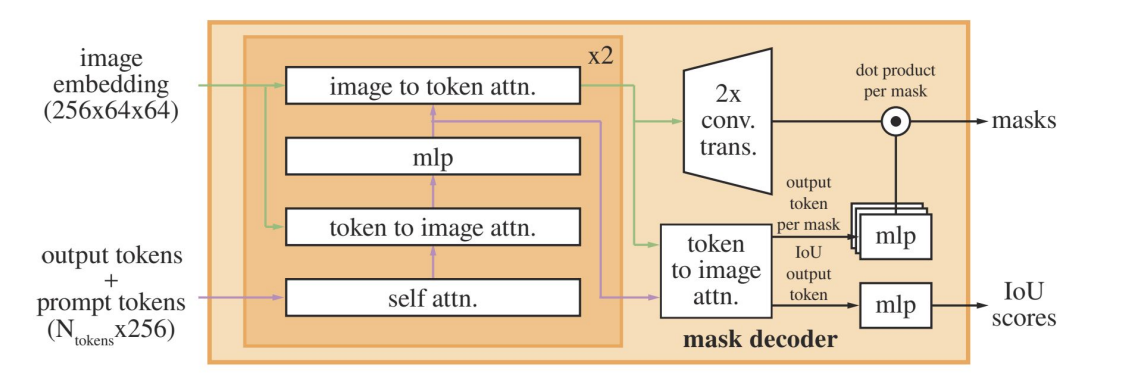 image
embedding
(256x64x64)
output tokens
+
prompt tokens
(N_tokens x256)
x2
image to token attn.
mlp
token to image attn.
self attn.
2x
conv.
trans.
token
to image
attn.
mask decoder
dot product
per mask
output
token
per mask
IoU
output
token
mlp
mlp
masks
IoU
scores